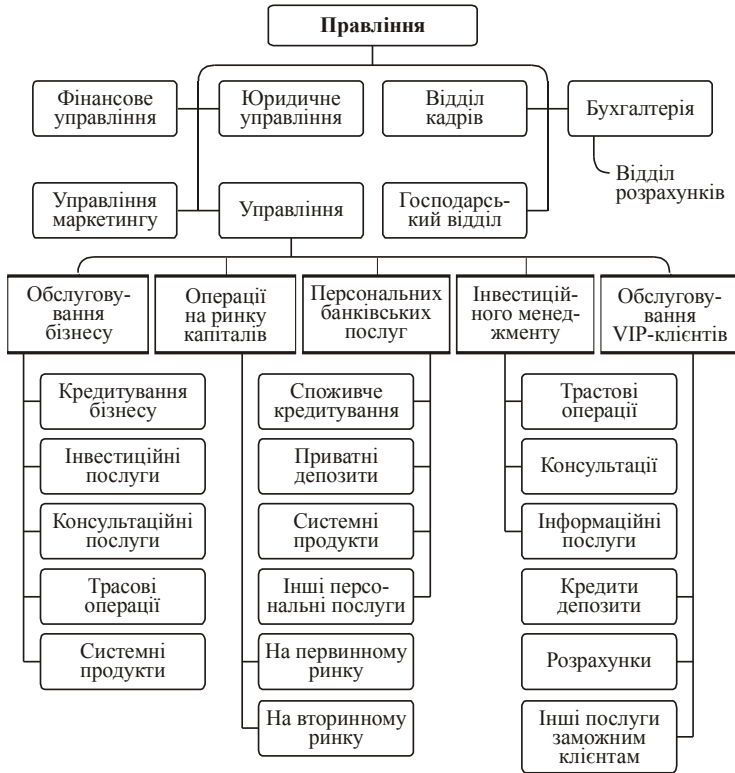 Правління
Фінансове
управління
Юридичне
управління
Відділ
кадрів
Бухгалтерія
Відділ
розрахунків
Управління
маркетингу
Управління
Господарсь-
кий відділ
Обслугову-
вання
бізнесу
Операції
на ринку
капіталів
Персональних
банківських
послуг
Інвестицій-
ного менед-
жменту
Обслугову-
вання
VIP-клієнтів
Кредитування
бізнесу
Інвестиційні
послуги
Консультаційні
послуги
Трасові
операції
Системні
продукти
Споживче
кредитування
Приватні
депозити
Системні
продукти
Інші персо-
нальні послуги
На первинному
ринку
На вторинному
ринку
Трастові
операції
Консультації
Інформаційні
послуги
Кредити
депозити
Розрахунки
Інші послуги
заможним
клієнтам